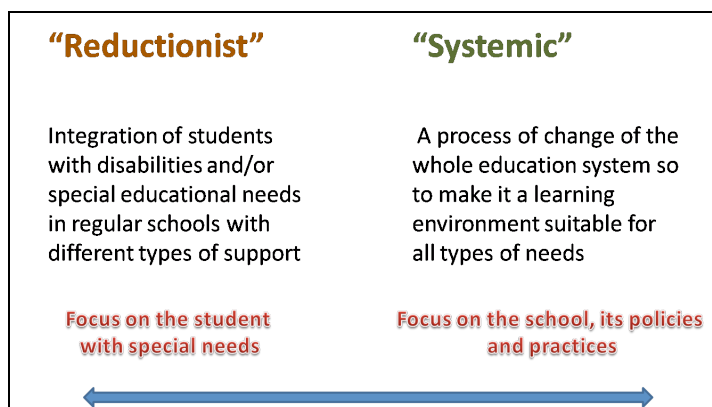 “Reductionist”
Integration of students
with disabilities and/or
special educational needs
in regular schools with
different types of support
Focus on the student
with special needs
“Systemic”
A process of change of the
whole education system so
to make it a learning
environment suitable for
all types of needs
Focus on the school, its policies
and practices